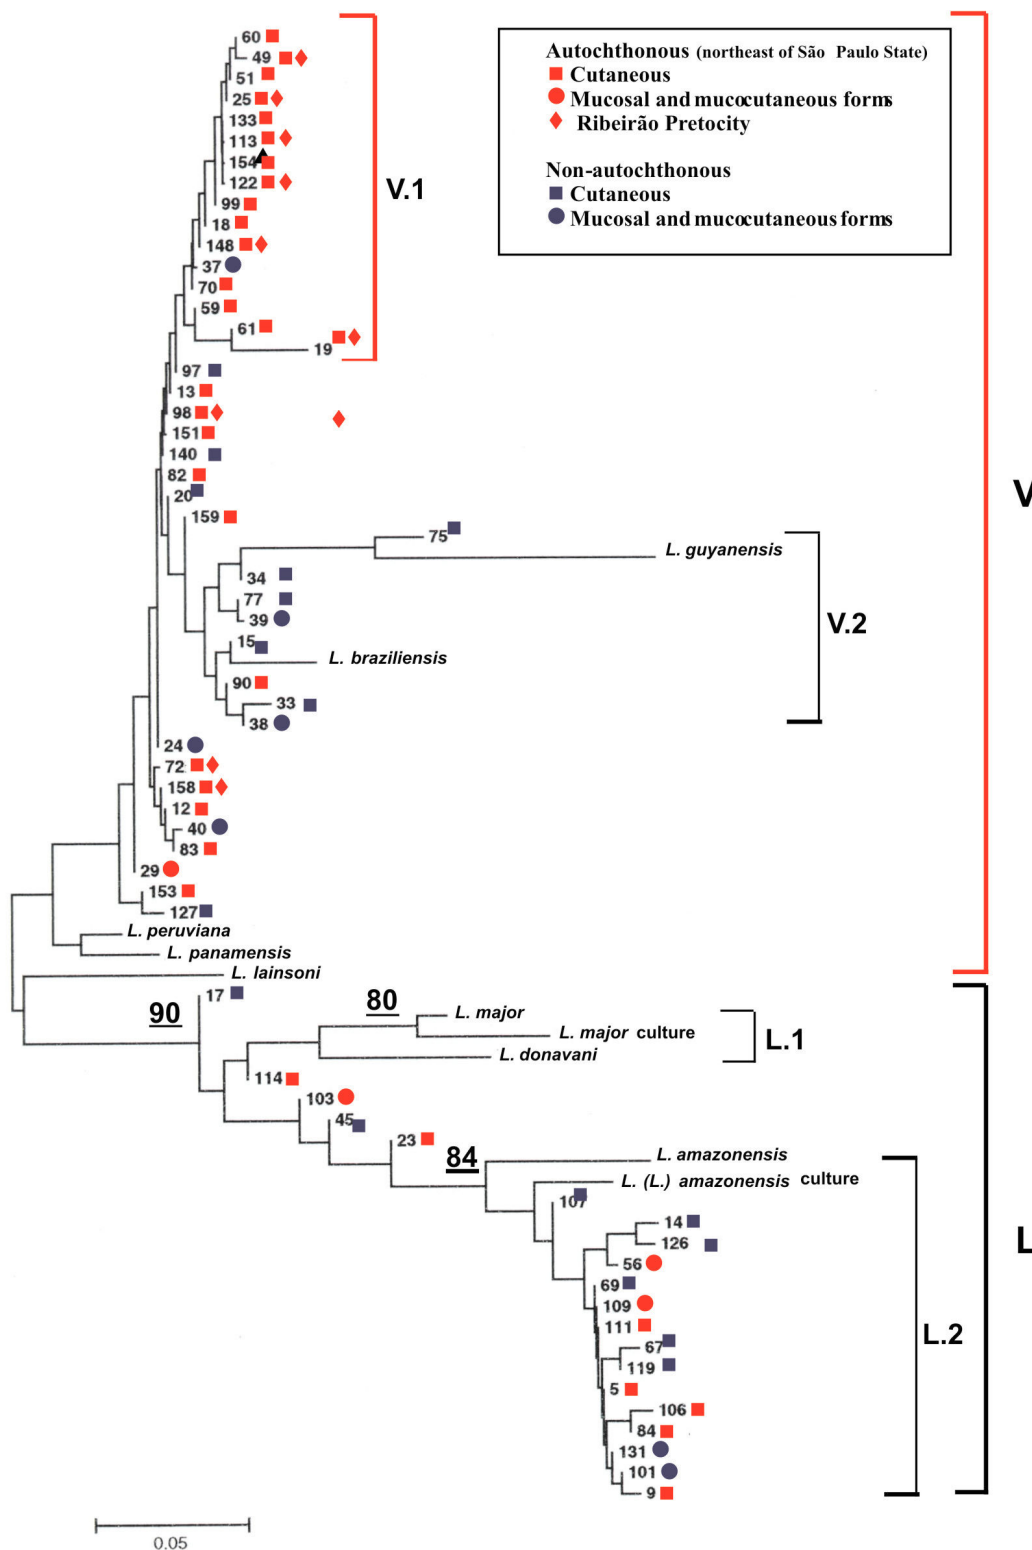 60
49
51
25
133
113
154
122
99
18
148
37
70
59
61
19
V.1
Autochthonous (northeast of São Paulo State)
Cutaneous
Mucosal and mucocutaneous forms
Ribeirão Pretocity
Non-autochthonous
Cutaneous
Mucosal and mucocutaneous forms
97
13
98
151
140
82
20
159
V
75
L. guyanensis
34
77
39
15
V.2
L. braziliensis
90
33
38
24
72
158
12
40
83
29
153
127
L. peruviana
L. panamensis
L. lainsoni
17
90
80
L. major
L. major culture
L. donavani
L.1
114
103
45
23
84
L. amazonensis
L. (L.) amazonensis culture
107
14
126
56
69
109
111
67
119
5
106
84
131
101
9
L.2
L
0.05